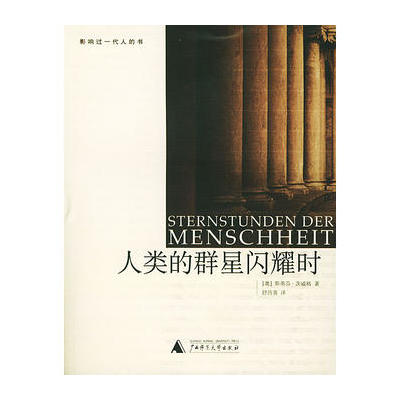 影响过一代人的书
STERNSTUNDEN DER
MENSCHHEIT
人类的群星闪耀时
[奥] 斯蒂芬·茨威格 著
舒昌善 译
广西师范大学出版社